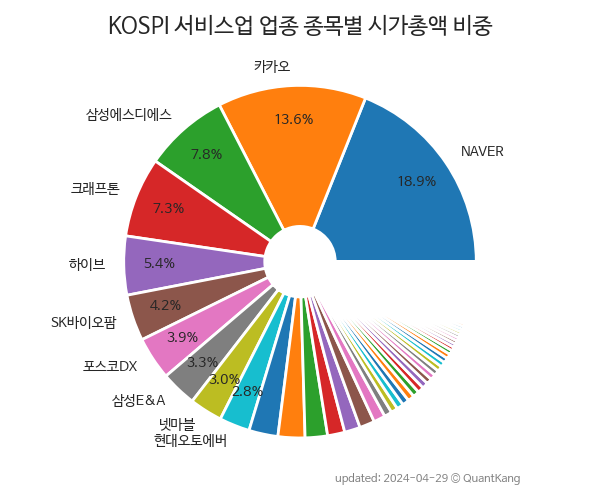 KOSPI 서비스업 업종 종목별 시가총액 비중
카카오
13.6%
삼성에스디에스
7.8%
NAVER
18.9%
크래프톤
7.3%
하이브
5.4%
SK바이오팜
4.2%
포스코DX
3.9%
삼성E&A
3.3%
넷마블
3.0%
현대오토에버
2.8%
updated: 2024-04-29 © QuantKang